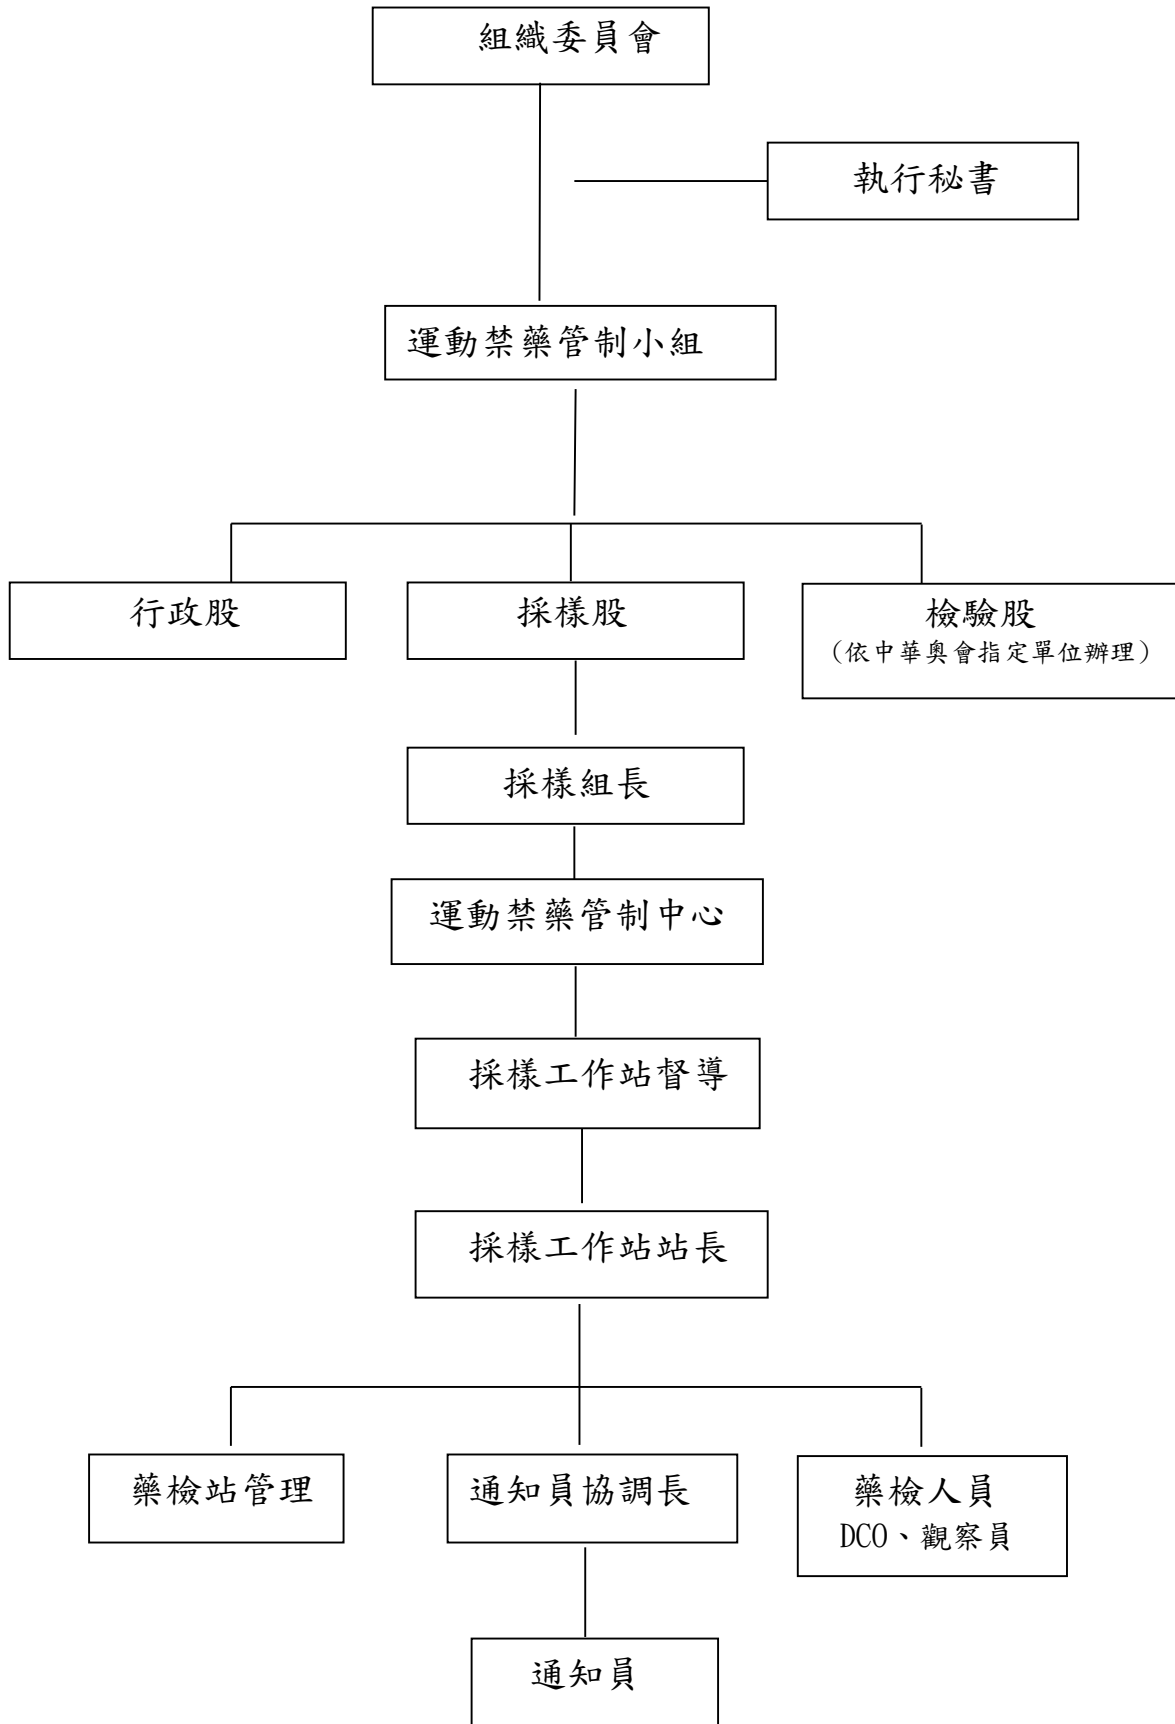 組織委員會
執行秘書
運動禁藥管制小組
行政股
採樣股
檢驗股
（依中華奧會指定單位辦理）
採樣組長
運動禁藥管制中心
採樣工作站督導
採樣工作站站長
藥檢站管理
通知員協調長
藥檢人員
DCO、觀察員
通知員